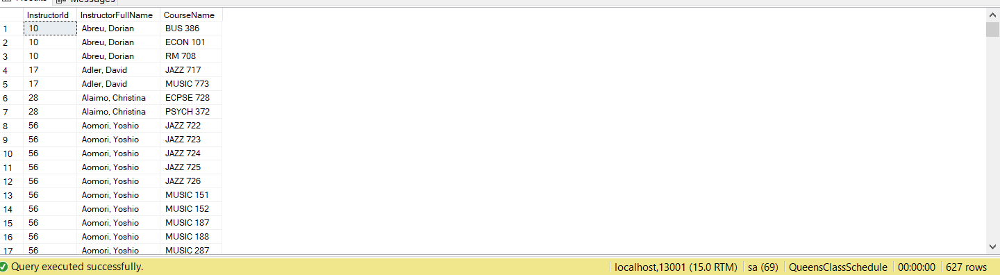 Messages
InstructorId InstructorFullName CourseName
1 10 Abreu, Dorian BUS 386
2 10 Abreu, Dorian ECON 101
3 10 Abreu, Dorian RM 708
4 17 Adler, David JAZZ 717
5 17 Adler, David MUSIC 773
6 28 Alaimo, Christina ECPSE 728
7 28 Alaimo, Christina PSYCH 372
8 56 Aomori, Yoshio JAZZ 722
9 56 Aomori, Yoshio JAZZ 723
10 56 Aomori, Yoshio JAZZ 724
11 56 Aomori, Yoshio JAZZ 725
12 56 Aomori, Yoshio JAZZ 726
13 56 Aomori, Yoshio MUSIC 151
14 56 Aomori, Yoshio MUSIC 152
15 56 Aomori, Yoshio MUSIC 187
16 56 Aomori, Yoshio MUSIC 188
17 56 Aomori, Yoshio MUSIC 287
Query executed successfully. localhost,13001 (15.0 RTM) sa (69) QueensClassSchedule 00:00:00 627 rows